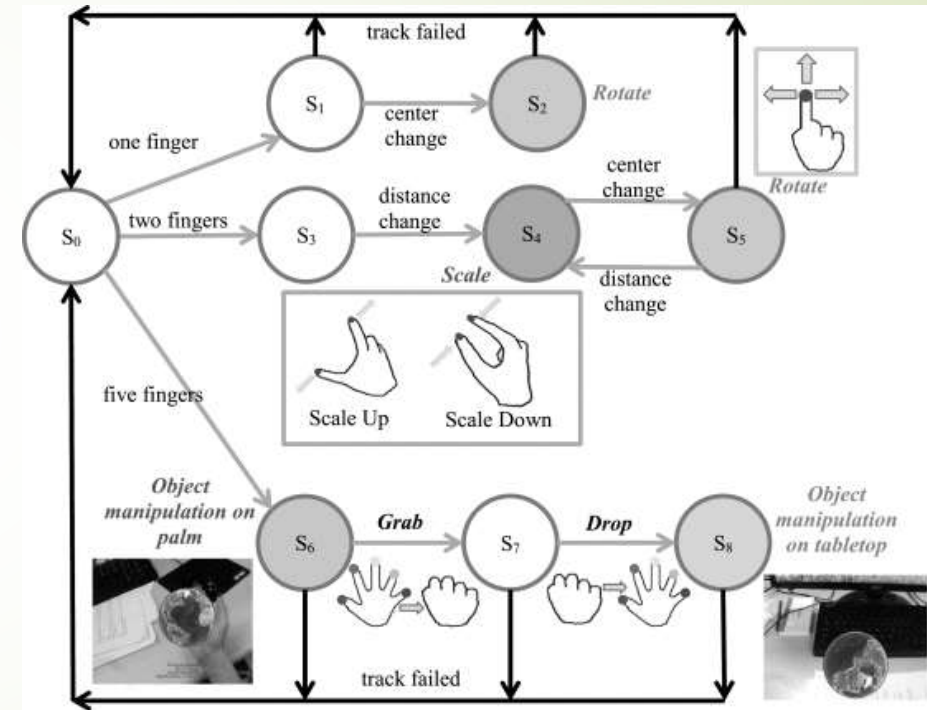 track failed
S1
center
change
S2
Rotate
one finger
center
change
Rotate
S0
two fingers
S3
distance
change
S4
S5
Scale
distance
change
Scale Up
Scale Down
five fingers
Object
manipulation on
palm
S6
Grab
S7
Drop
S8
Object
manipulation
on tabletop
track failed